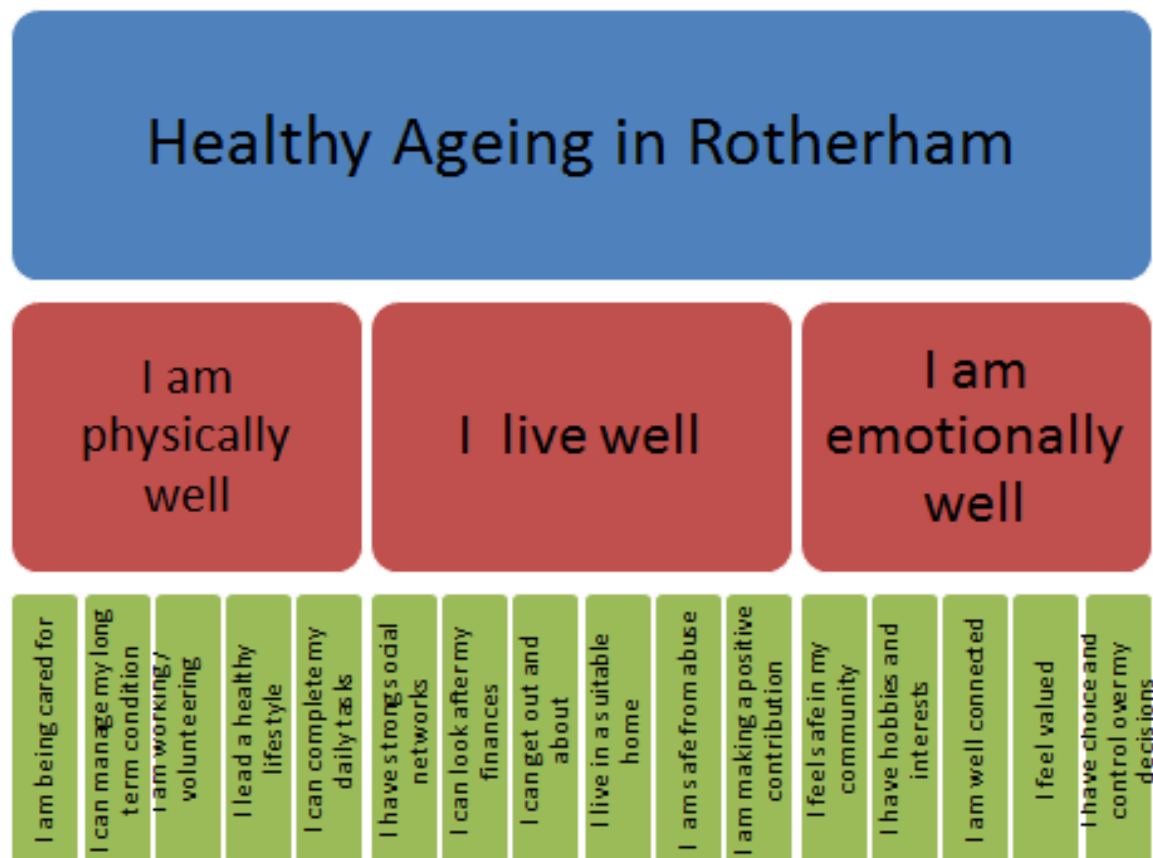 Healthy Ageing in Rotherham
I am
physically
well
I live well
I am
emotionally
well
I am being cared for
I can manage my long
term condition
I am working /
volunteering
I lead a healthy
lifestyle
I can complete my
daily tasks
I have strong social
networks
I can look after my
finances
I can get out and
about
I live in a suitable
home
I am safe from abuse
I am making a positive
contribution
I feel safe in my
community
I have hobbies and
interests
I am well connected
I feel valued
I have choice and
control over my
decisions